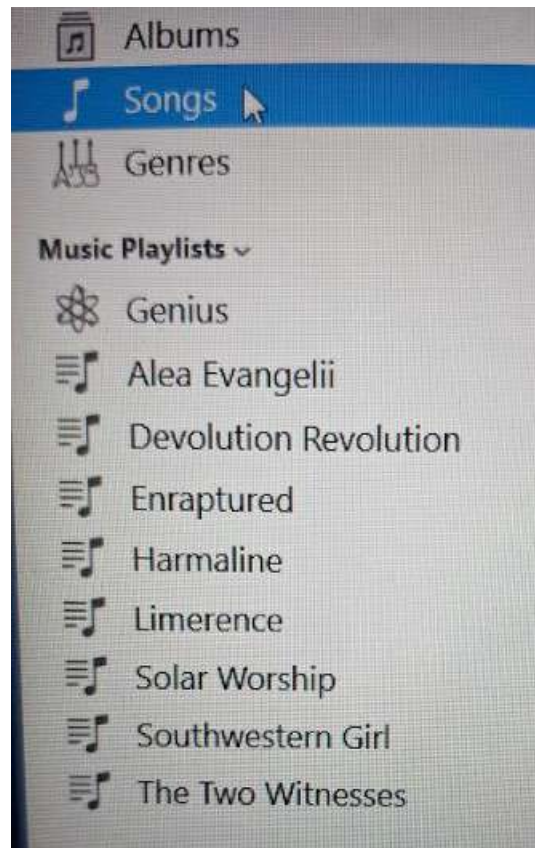 Albums
Songs
Genres
Music Playlists
Genius
Alea Evangelii
Devolution Revolution
Enraptured
Harmaline
Limerence
Solar Worship
Southwestern Girl
The Two Witnesses